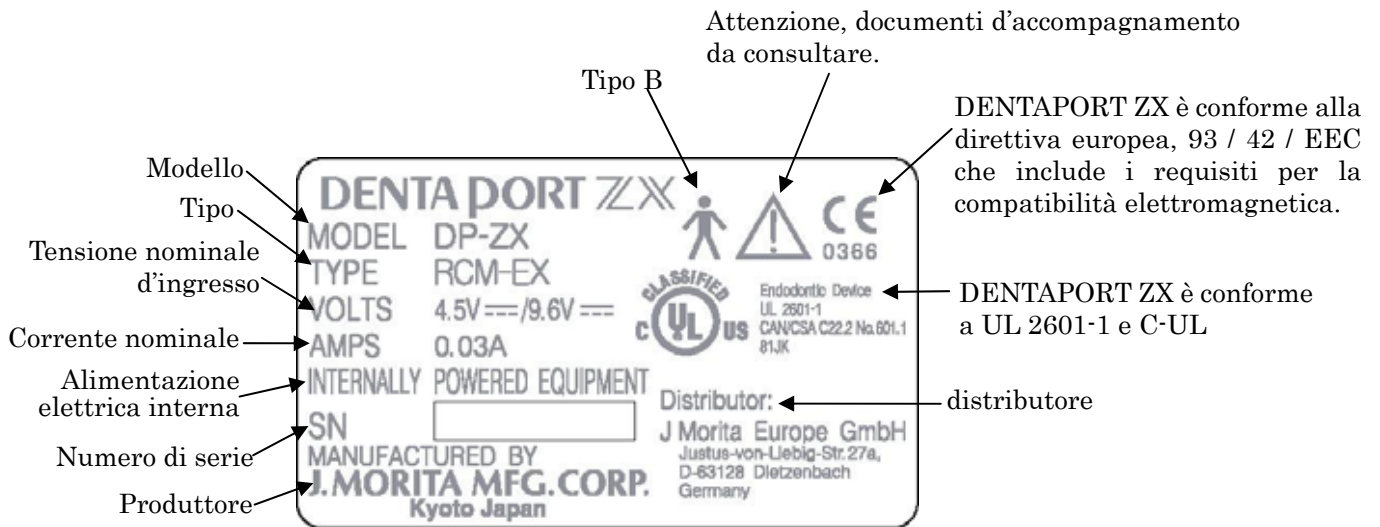 Attenzione, documenti d'accompagnamento
da consultare.
Tipo B
DENTAPORT ZX è conforme alla
direttiva europea, 93 / 42 / EEC
che include i requisiti per la
compatibilità elettromagnetica.
Modello
Tipo
Tensione nominale
d'ingresso
Corrente nominale
Alimentazione
elettrica interna
Numero di serie
Produttore
DENTA PORT ZX
MODEL DP-ZX
TYPE RCM-EX
VOLTS 4.5V /9.6V
AMPS 0.03A
INTERNALLY POWERED EQUIPMENT
SN
MANUFACTURED BY
J.MORITA MFG.CORP.
Kyoto Japan
CE
0366
CLASSIFIED
C UL US
Endodontic Device
UL 2601-1
CAN/CSA C22.2 No.601.1
81JK
Distributor:
J Morita Europe GmbH
Justus-von-Liebig-Str.27a,
D-63128 Dietzenbach
Germany
DENTAPORT ZX è conforme
a UL 2601-1 e C-UL
distributore